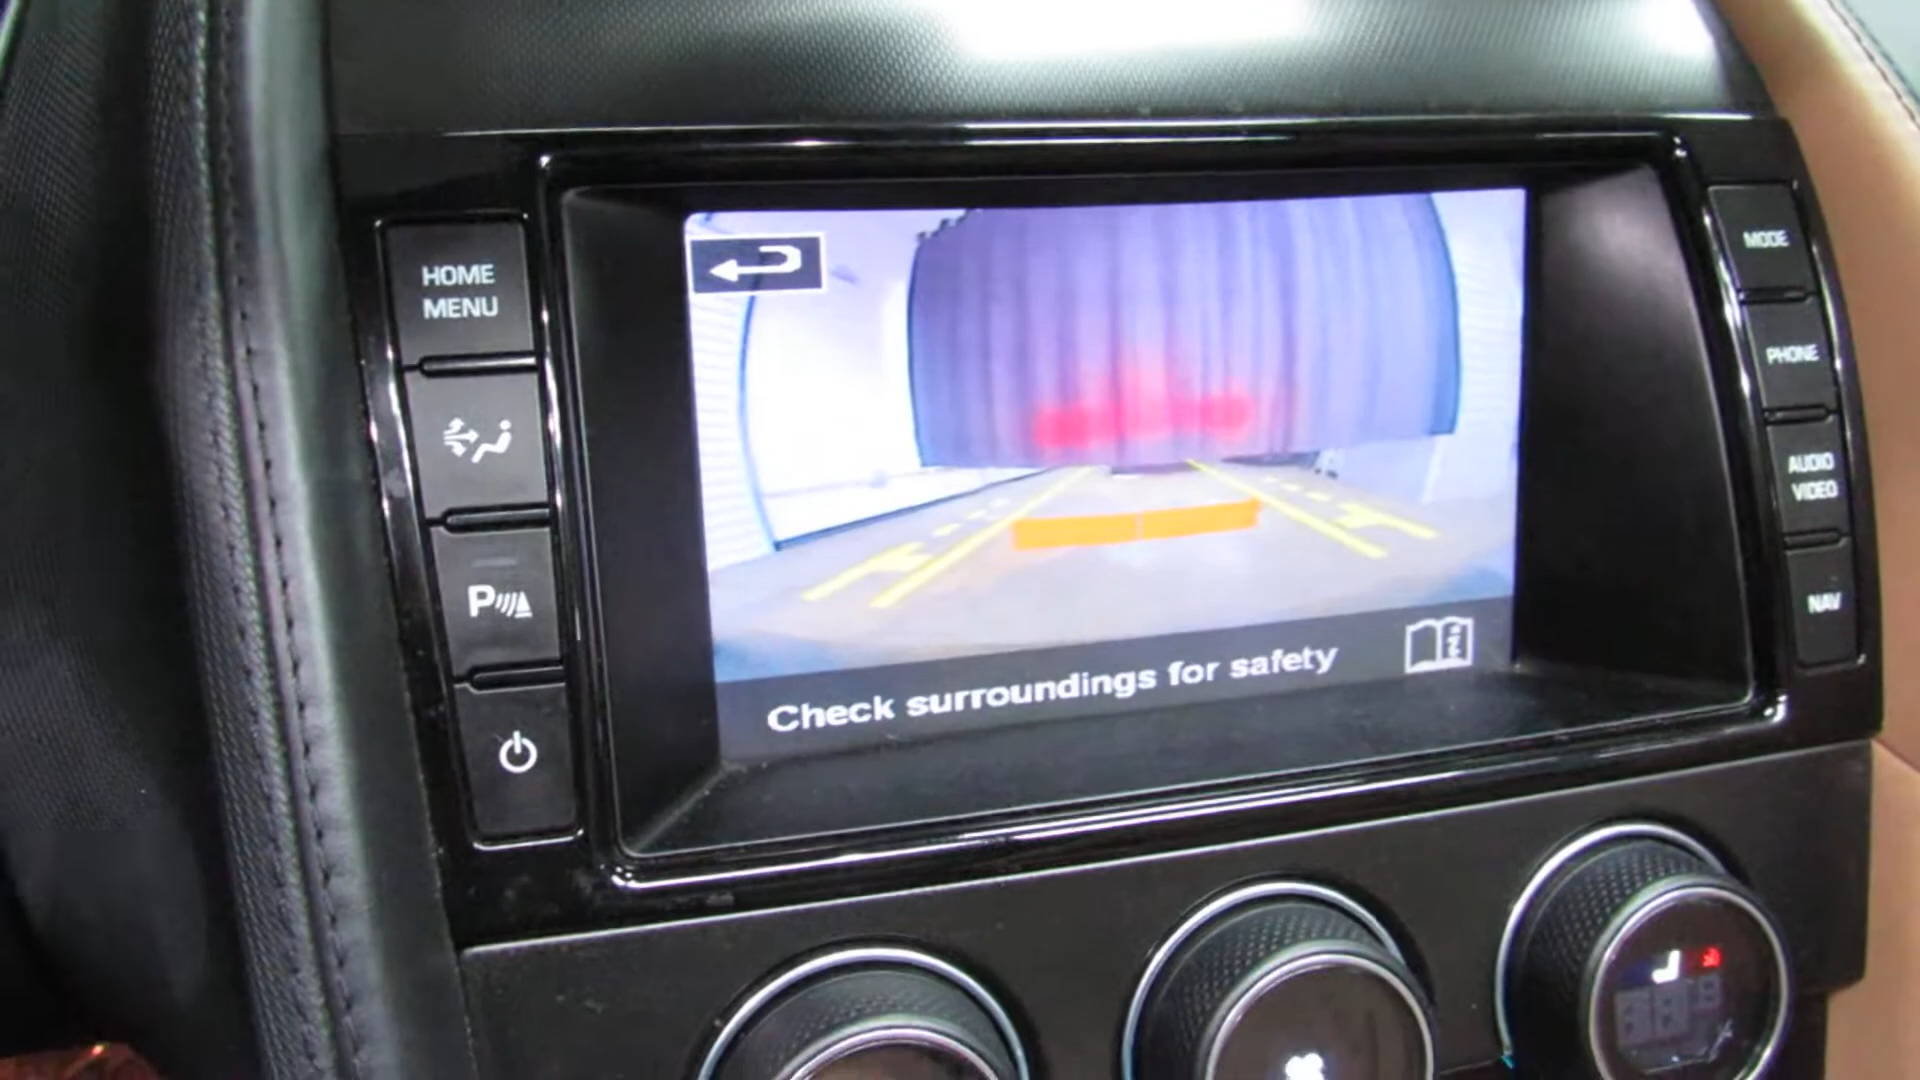 HOME
MENU
P
Check surroundings for safety
MODE
PHONE
AUDIO
VIDEO
NAV